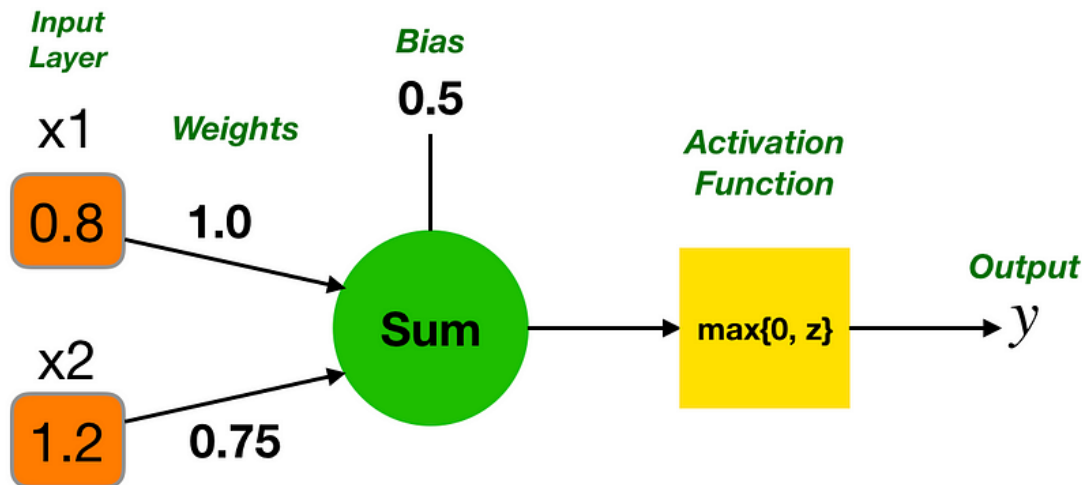 Input
Layer
x1
0.8
Weights
1.0
Bias
0.5
x2
1.2
0.75
Sum
Activation
Function
max{0, z}
Output
y